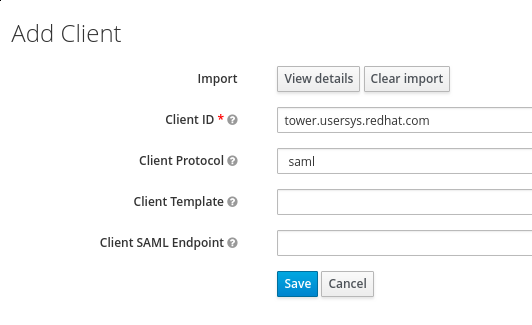 Add Client
Import View details Clear import
Client ID * tower.usersys.redhat.com
Client Protocol saml
Client Template
Client SAML Endpoint
Save Cancel